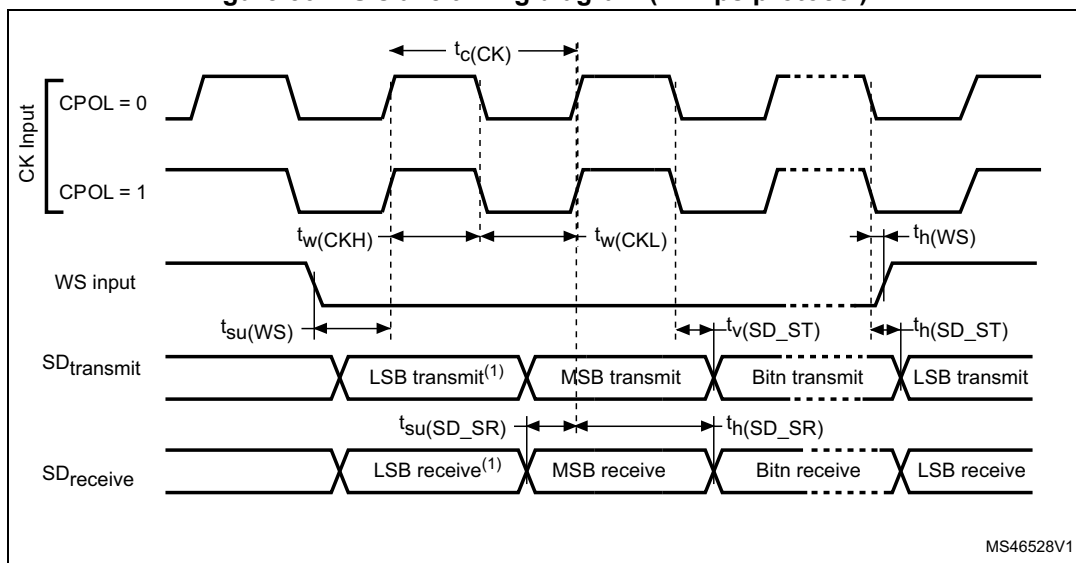 tc(CK)
CK Input
CPOL = 0
CPOL = 1
tw(CKH)
tw(CKL)
th(WS)
WS input
tsu(WS)
tv(SD_ST)
th(SD_ST)
SDtransmit
LSB transmit(1)
MSB transmit
Bitn transmit
LSB transmit
tsu(SD_SR)
th(SD_SR)
SDreceive
LSB receive(1)
MSB receive
Bitn receive
LSB receive
MS46528V1